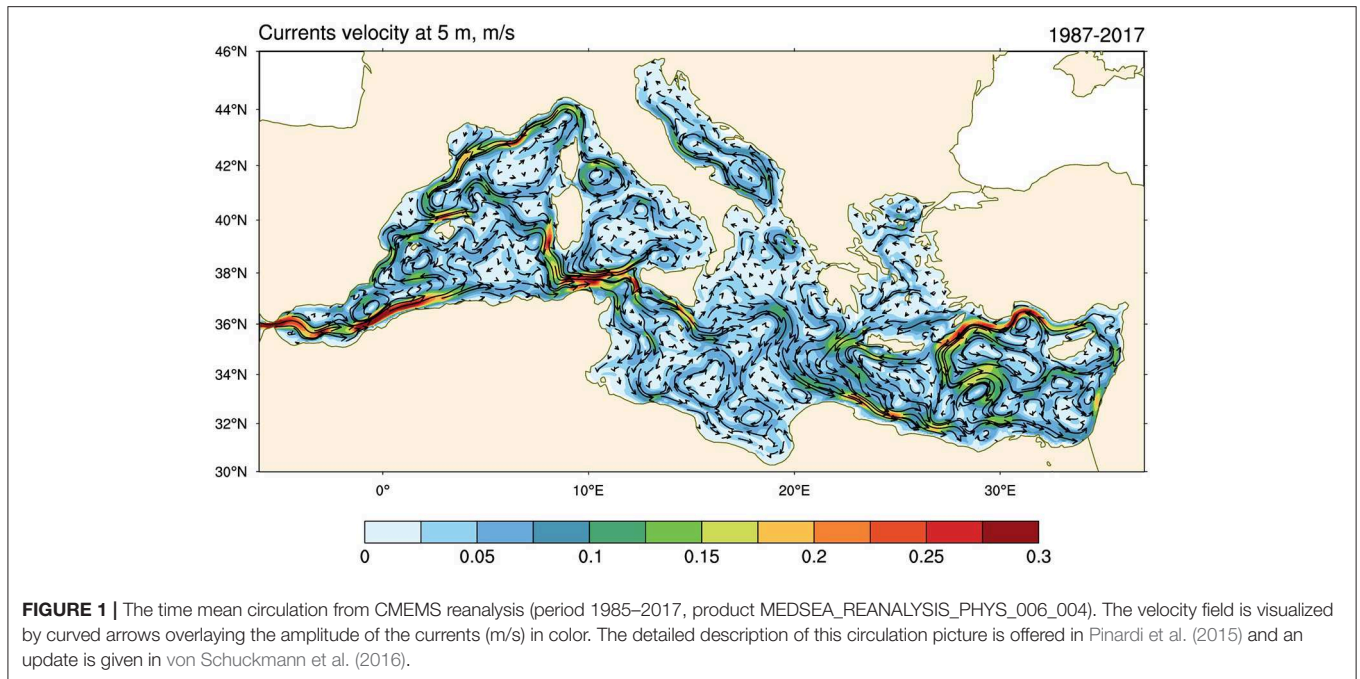 Currents velocity at 5 m, m/s 1987-2017
46°N
44°N
42°N
40°N
38°N
36°N
34°N
32°N
30°N
0° 10°E 20°E 30°E
0 0.05 0.1 0.15 0.2 0.25 0.3
FIGURE 1 | The time mean circulation from CMEMS reanalysis (period 1985–2017, product MEDSEA_REANALYSIS_PHYS_006_004). The velocity field is visualized
by curved arrows overlaying the amplitude of the currents (m/s) in color. The detailed description of this circulation picture is offered in Pinardi et al. (2015) and an
update is given in von Schuckmann et al. (2016).